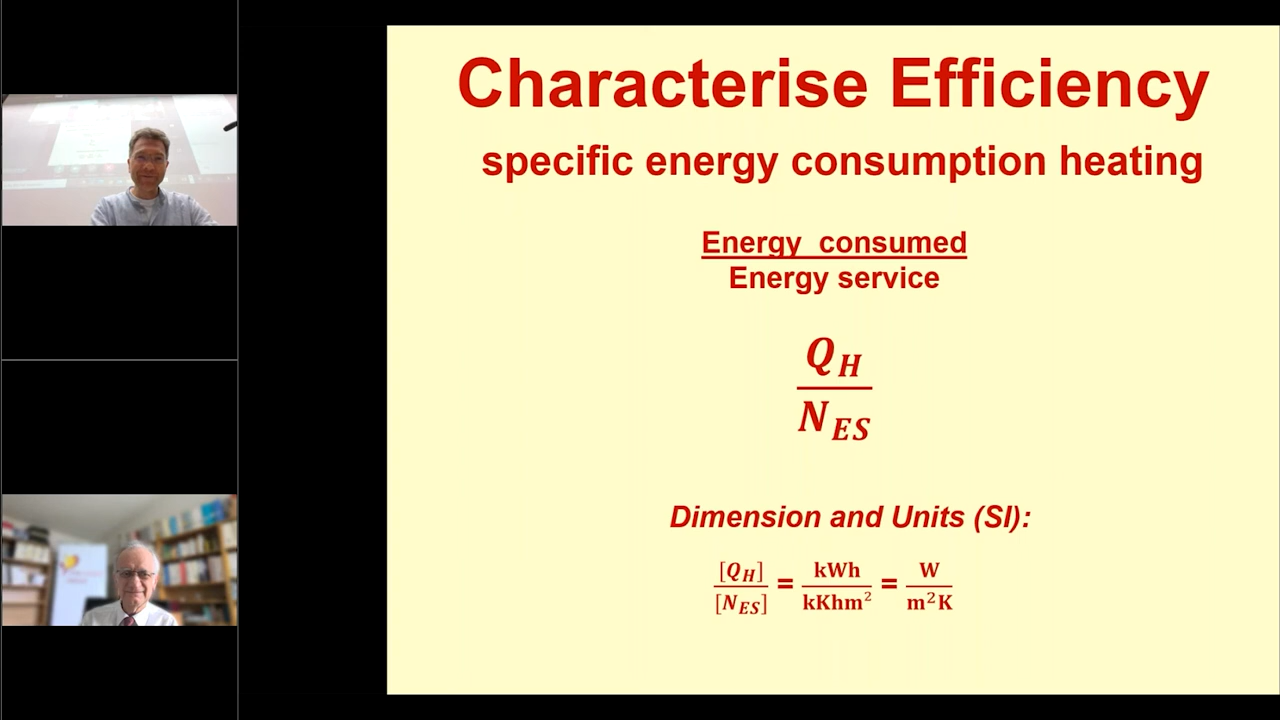 Characterise Efficiency
specific energy consumption heating
Energy consumed
Energy service
Q_H
N_ES
Dimension and Units (SI):
[Q_H] / [N_ES] = kWh / kKhm² = W / m²K